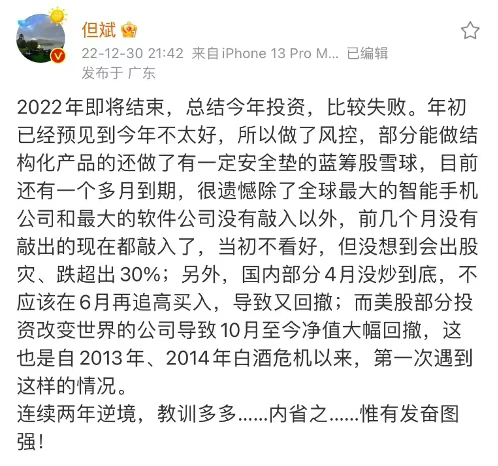 但斌
22-12-30 21:42 来自iPhone 13 Pro M... 已编辑
发布于 广东
2022年即将结束，总结今年投资，比较失败。年初
已经预见到今年不太好，所以做了风控，部分能做结
构化产品的还做了有一定安全垫的蓝筹股雪球，目前
还有一个多月到期，很遗憾除了全球最大的智能手机
公司和最大的软件公司没有敲入以外，前几个月没有
敲出的现在都敲入了，当初不看好，但没想到会出股
灾、跌超出30%；另外，国内部分4月没炒到底，不
应该在6月再追高买入，导致又回撤；而美股部分投
资改变世界的公司导致10月至今净值大幅回撤，这
也是自2013年、2014年白酒危机以来，第一次遇到
这样的情况。
连续两年逆境，教训多多......内省之......惟有发奋图
强！